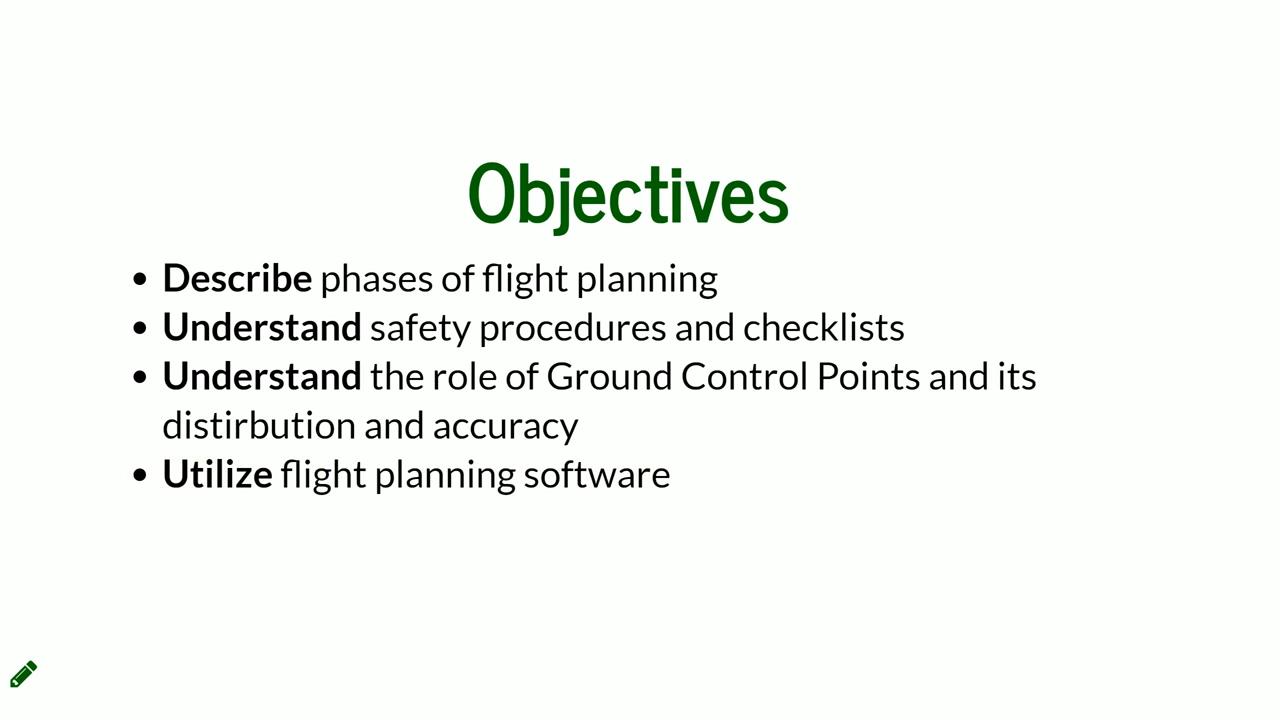 Objectives
• Describe phases of flight planning
• Understand safety procedures and checklists
• Understand the role of Ground Control Points and its
distirbution and accuracy
• Utilize flight planning software